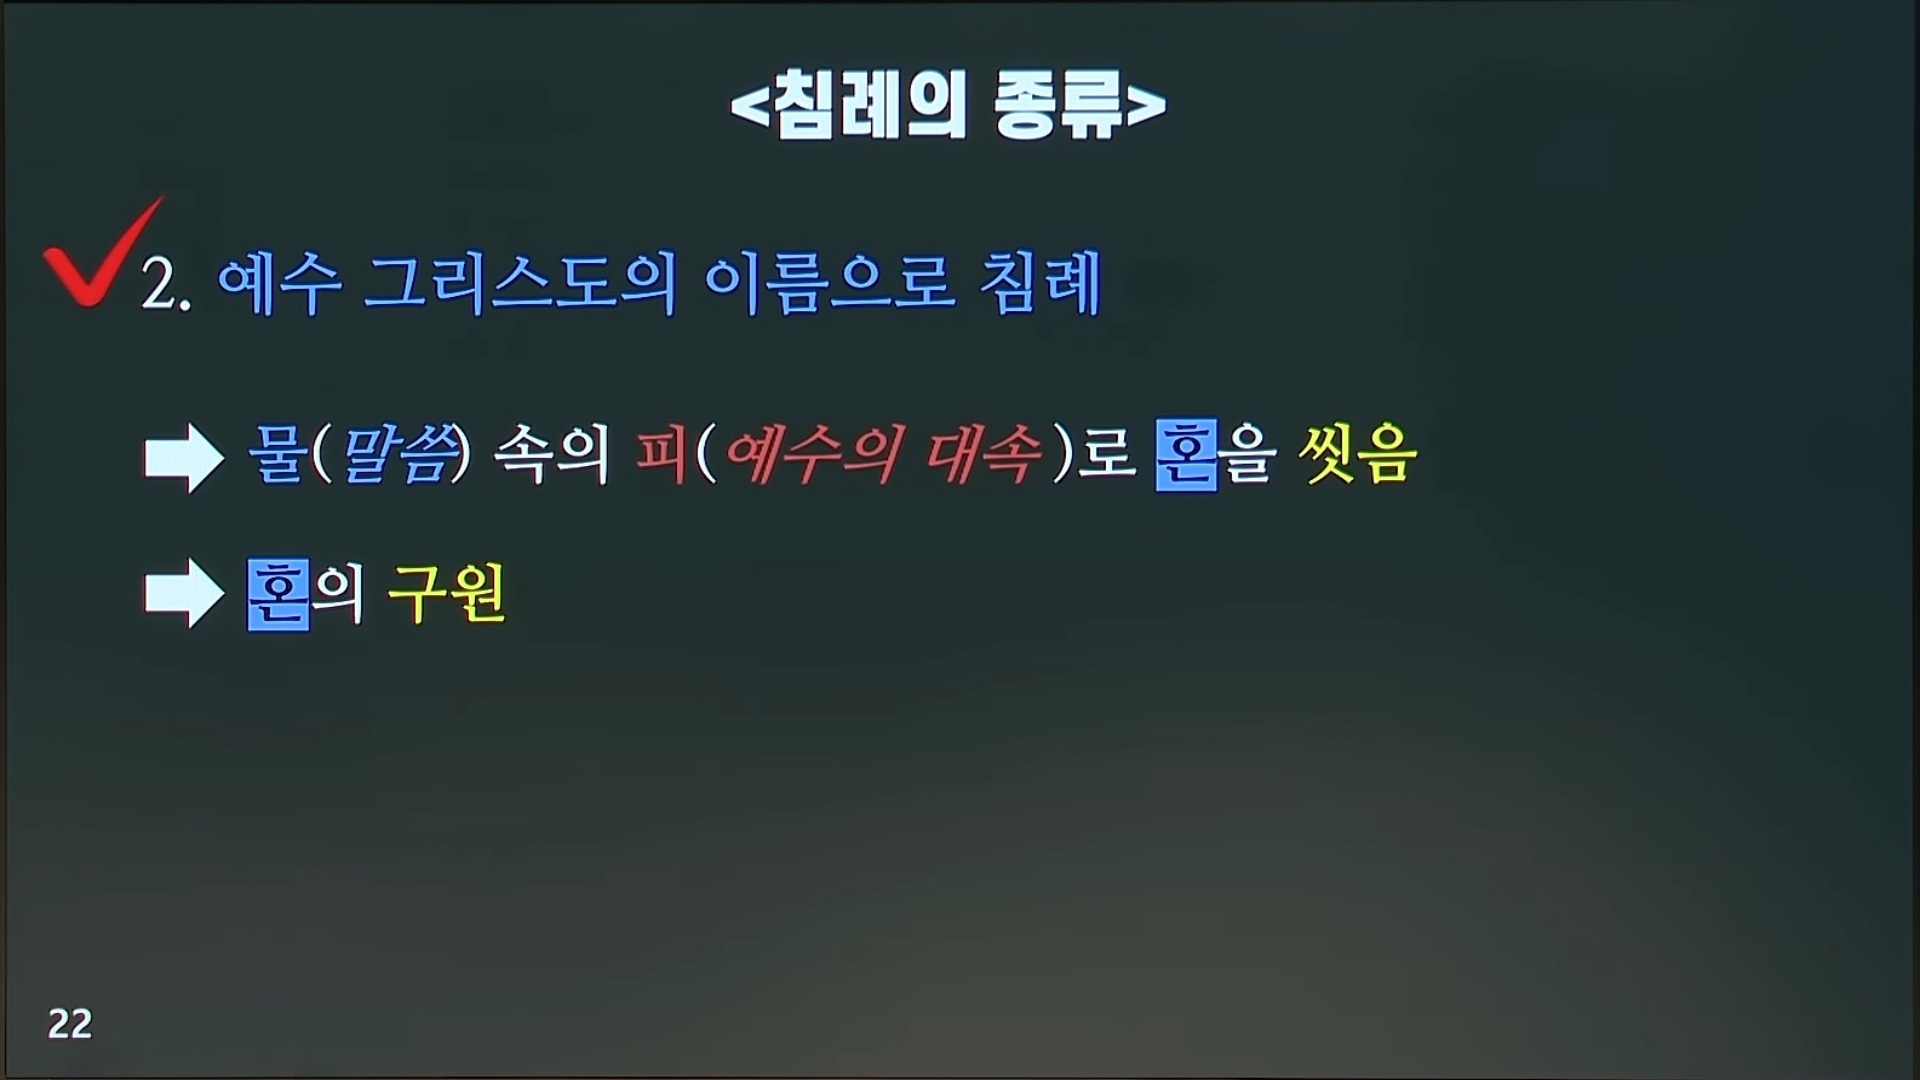 <침례의 종류>
2. 예수 그리스도의 이름으로 침례
물(말씀) 속의 피(예수의 대속)로 혼을 씻음
혼의 구원
22